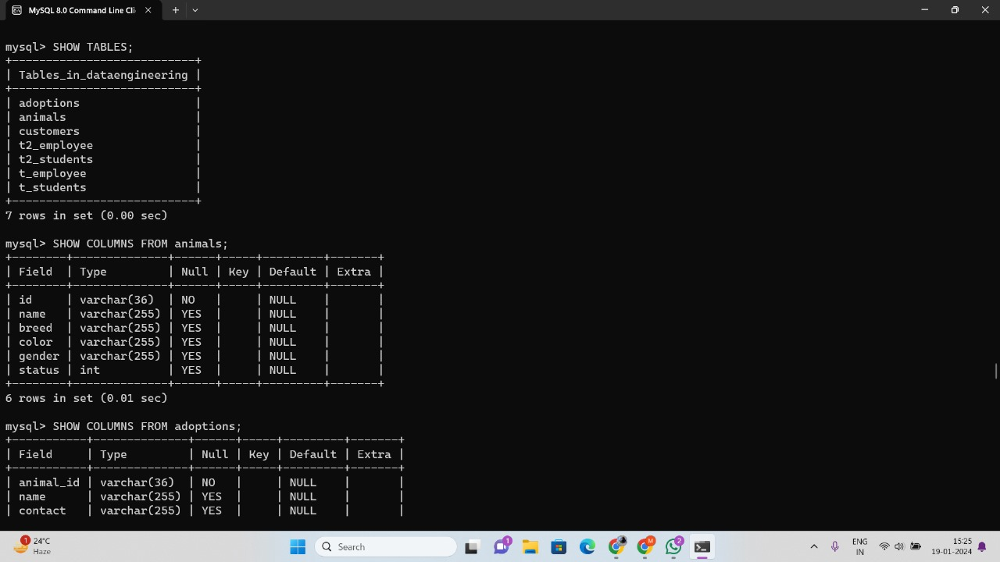 MySQL 8.0 Command Line Cli
mysql> SHOW TABLES;
+---------------------------+
| Tables_in_dataengineering |
+---------------------------+
| adoptions                 |
| animals                   |
| customers                 |
| t2_employee               |
| t2_students               |
| t_employee                |
| t_students                |
+---------------------------+
7 rows in set (0.00 sec)
mysql> SHOW COLUMNS FROM animals;
+--------+--------------+------+-----+---------+-------+
| Field  | Type         | Null | Key | Default | Extra |
+--------+--------------+------+-----+---------+-------+
| id     | varchar(36)  | NO   |     | NULL    |       |
| name   | varchar(255) | YES  |     | NULL    |       |
| breed  | varchar(255) | YES  |     | NULL    |       |
| color  | varchar(255) | YES  |     | NULL    |       |
| gender | varchar(255) | YES  |     | NULL    |       |
| status | int          | YES  |     | NULL    |       |
+--------+--------------+------+-----+---------+-------+
6 rows in set (0.01 sec)
mysql> SHOW COLUMNS FROM adoptions;
+-----------+--------------+------+-----+---------+-------+
| Field     | Type         | Null | Key | Default | Extra |
+-----------+--------------+------+-----+---------+-------+
| animal_id | varchar(36)  | NO   |     | NULL    |       |
| name      | varchar(255) | YES  |     | NULL    |       |
| contact   | varchar(255) | YES  |     | NULL    |       |
1
24°C
Haze
Search
1
M
2
ENG
IN
15:25
19-01-2024